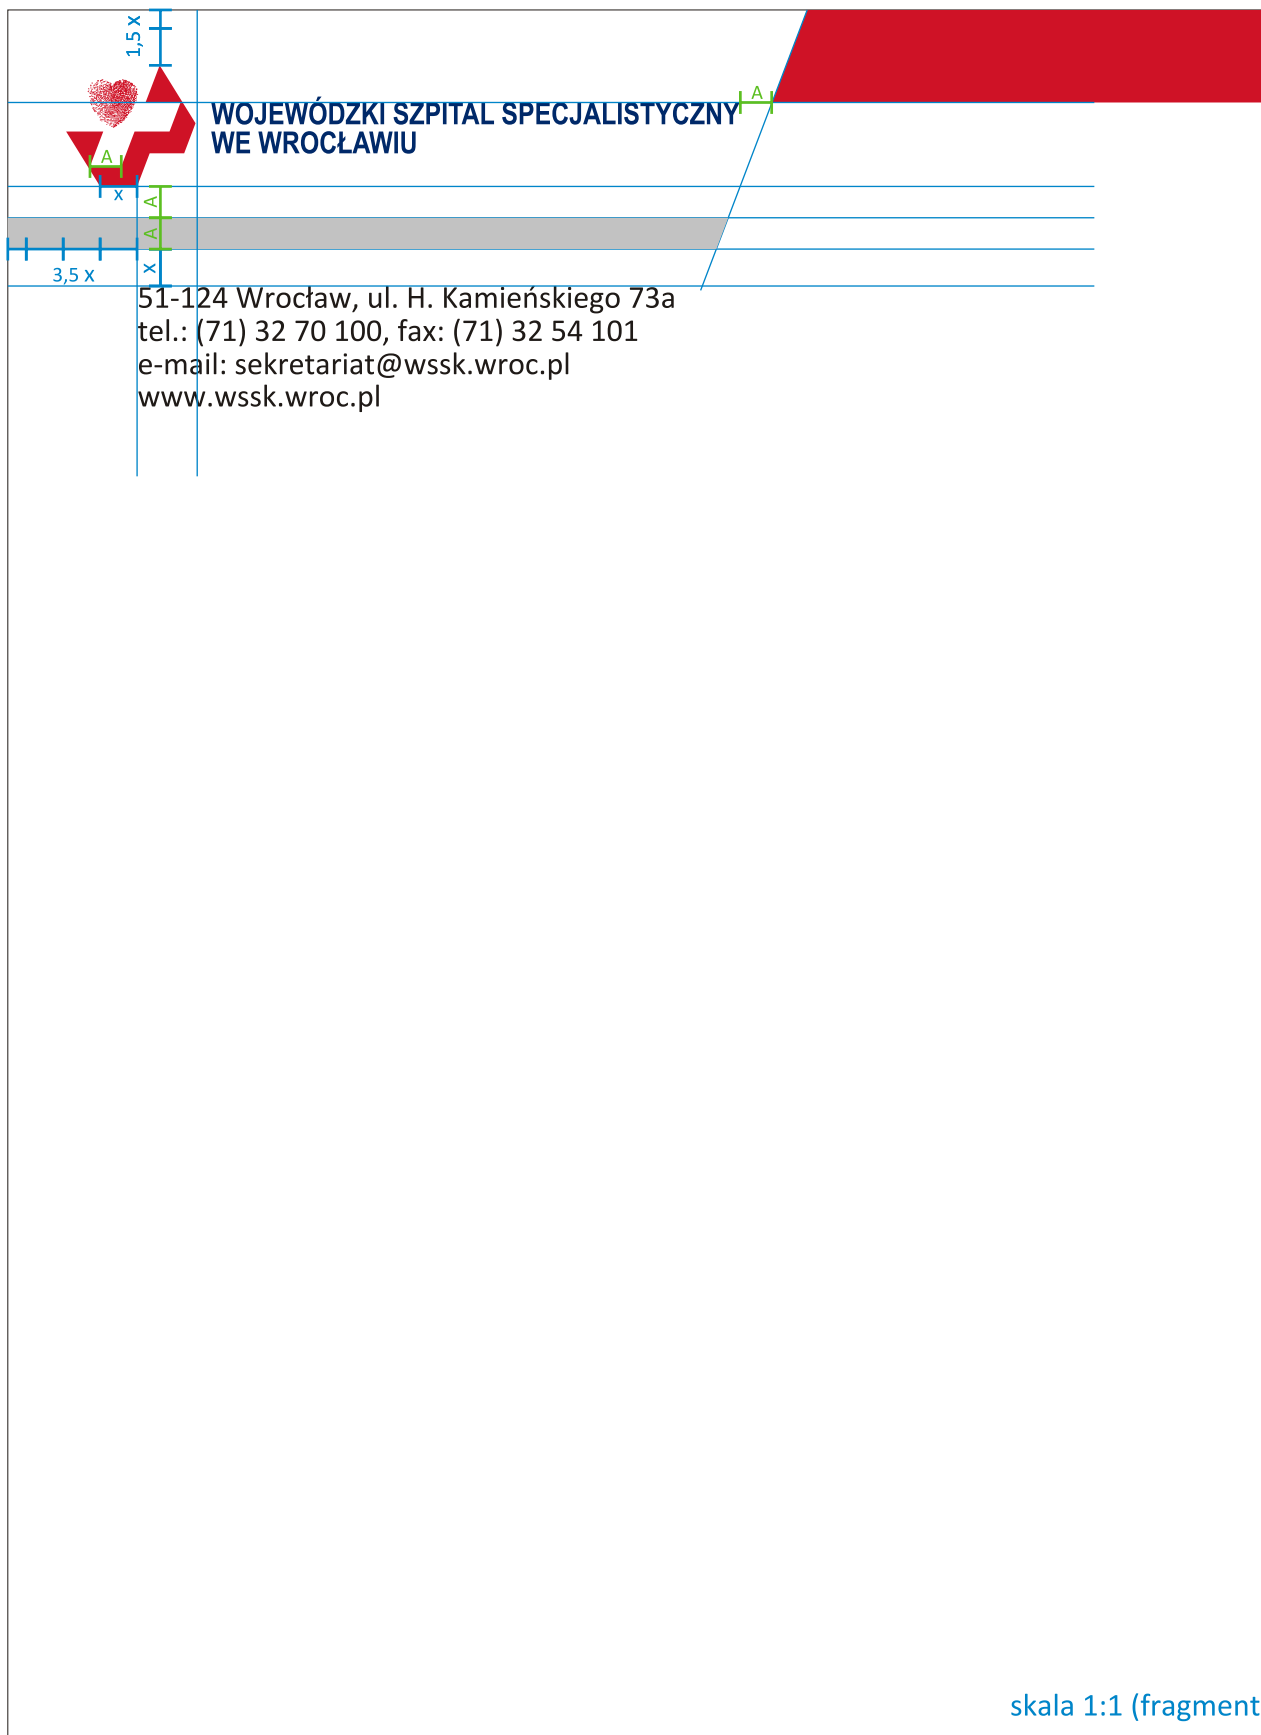 1,5 x
A
WOJEWÓDZKI SZPITAL SPECJALISTYCZNY
WE WROCŁAWIU
A
x
A
A
3,5 x
x
51-124 Wrocław, ul. H. Kamieńskiego 73a
tel.: (71) 32 70 100, fax: (71) 32 54 101
e-mail: sekretariat@wssk.wroc.pl
www.wssk.wroc.pl
skala 1:1 (fragment